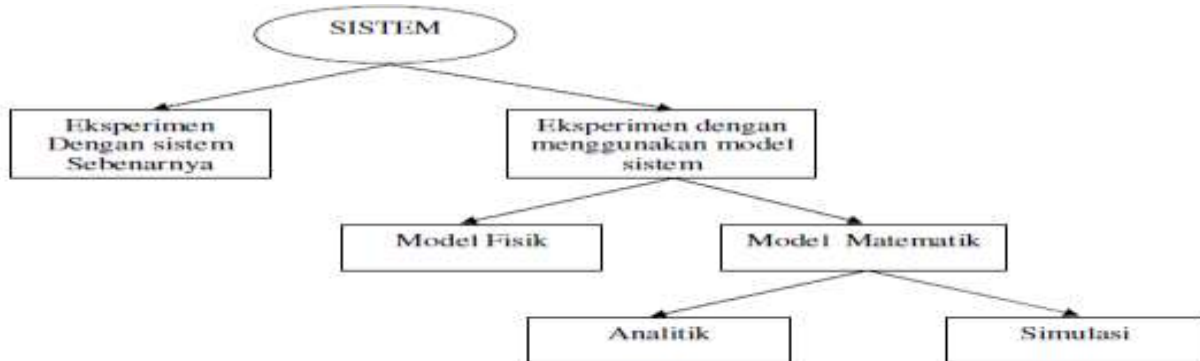 SISTEM
Eksperimen
Dengan sistem
Sebenarnya
Eksperimen dengan
menggunakan model
sistem
Model Fisik
Model Matematik
Analitik
Simulasi